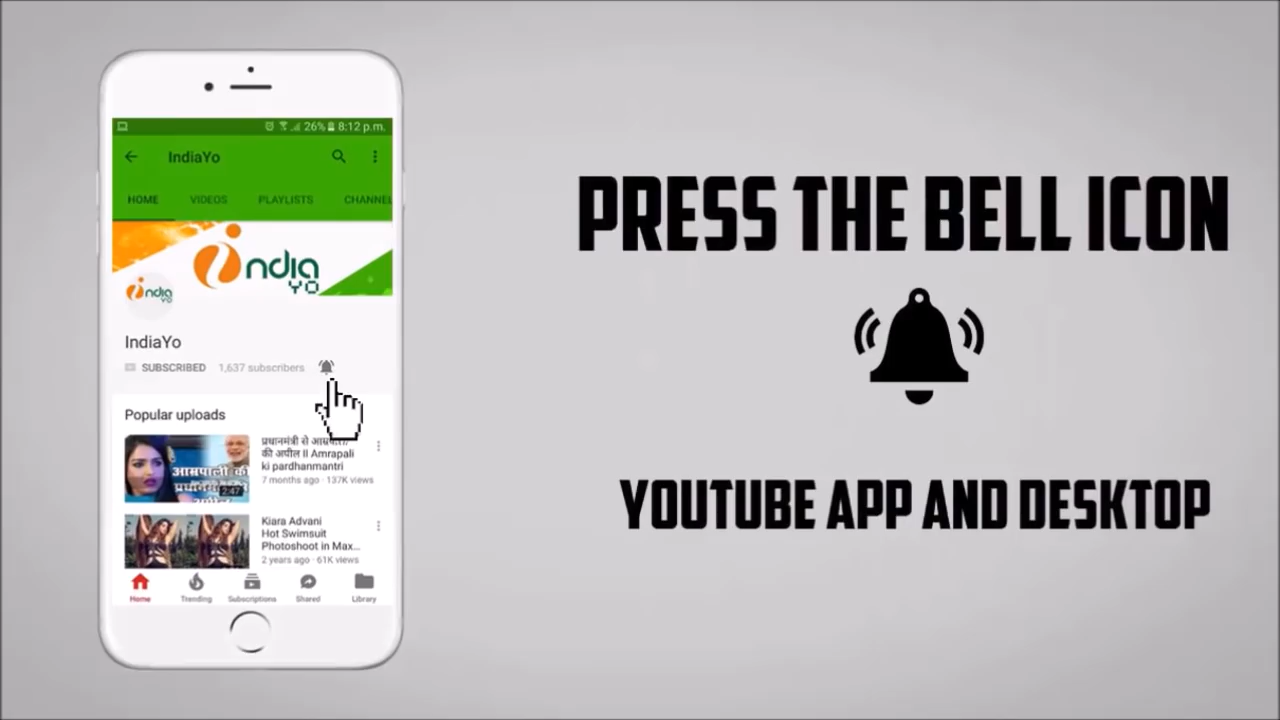 26% 8:12 p.m.
IndiaYo
HOME VIDEOS PLAYLISTS CHANNEL
india
YO
india
YO
IndiaYo
SUBSCRIBED 1,637 subscribers
Popular uploads
प्रधानमंत्री से आम्रपाली
की अपील II Amrapali
ki pardhanmantri
7 months ago · 137K views
आम्रपाली की
2:47
Kiara Advani
Hot Swimsuit
Photoshoot in Max...
2 years ago · 61K views
Home Trending Subscriptions Shared Library
PRESS THE BELL ICON
YOUTUBE APP AND DESKTOP